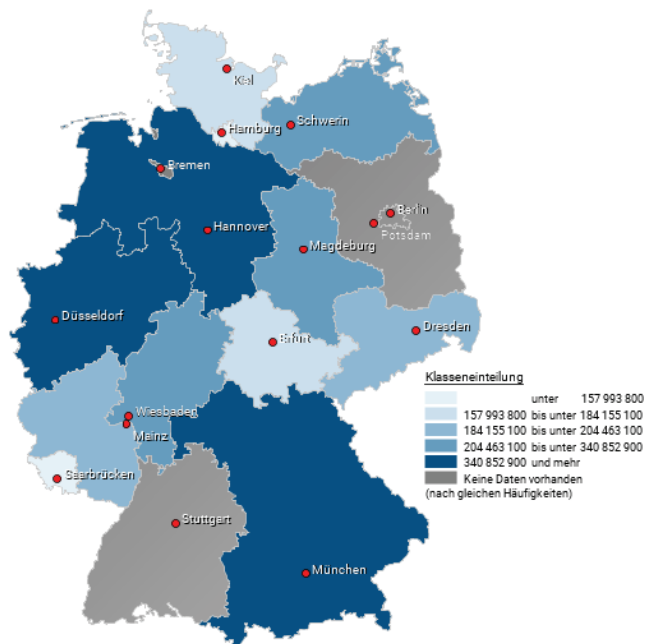 Kiel
Hamburg
Schwerin
Bremen
Berlin
Potsdam
Hannover
Magdeburg
Düsseldorf
Dresden
Erfurt
Wiesbaden
Mainz
Saarbrücken
Stuttgart
München
Klasseneinteilung
unter 157 993 800
157 993 800 bis unter 184 155 100
184 155 100 bis unter 204 463 100
204 463 100 bis unter 340 852 900
340 852 900 und mehr
Keine Daten vorhanden
(nach gleichen Häufigkeiten)